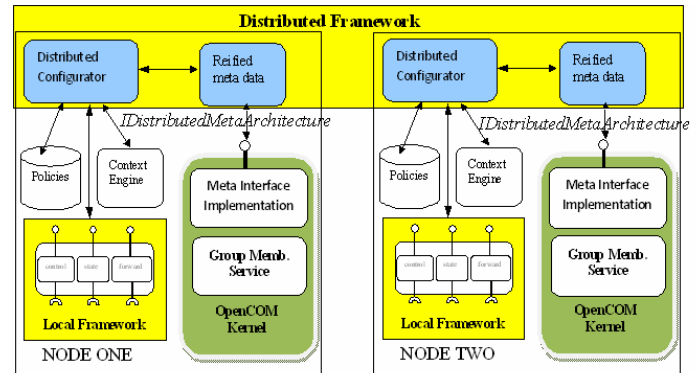 Distributed Framework
Distributed
Configurator
Reified
meta data
IDistributedMetaArchitecture
Policies
Context
Engine
Meta Interface
Implementation
Group Memb.
Service
OpenCOM
Kernel
control
state
forward
Local Framework
NODE ONE
Distributed
Configurator
Reified
meta data
IDistributedMetaArchitecture
Policies
Context
Engine
Meta Interface
Implementation
Group Memb.
Service
OpenCOM
Kernel
control
state
forward
Local Framework
NODE TWO